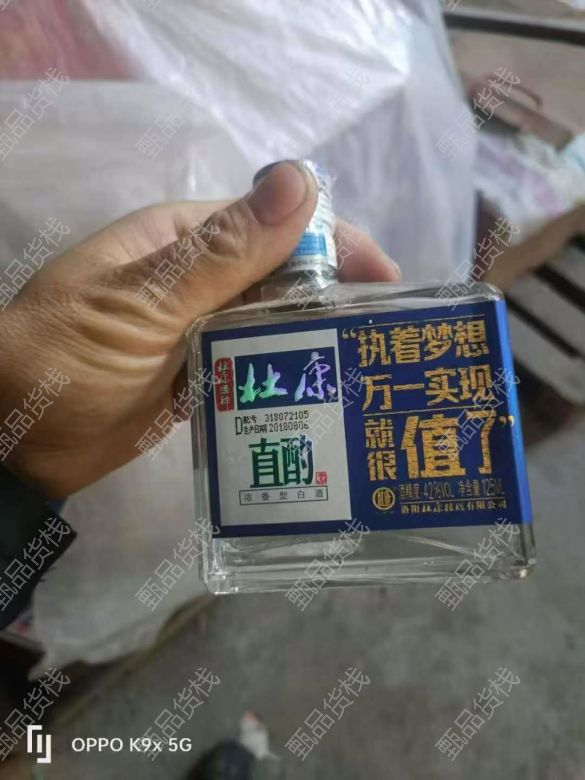 杜康酒祖
杜康
批号 318072105
D生产日期 20180806
直酌
浓香型白酒
“执着梦想
万一实现
就很值了”
酒精度:42%VOL 净含量:125ML
洛阳杜康控股有限公司
OPPO K9x 5G
甄品货栈